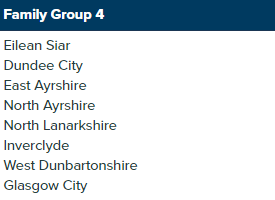 Family Group 4
Eilean Siar
Dundee City
East Ayrshire
North Ayrshire
North Lanarkshire
Inverclyde
West Dunbartonshire
Glasgow City